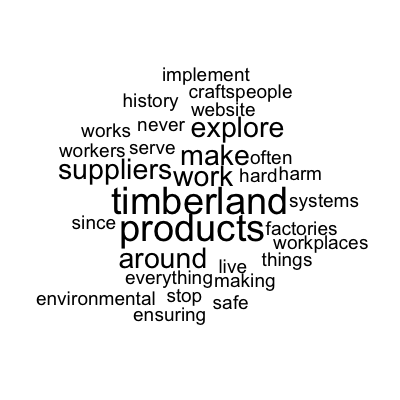 implement
craftspeople
history website
works never explore
workers serve make often
suppliers work hard harm
timberland systems
since products factories
workplaces
around live things
everything making
environmental stop safe
ensuring